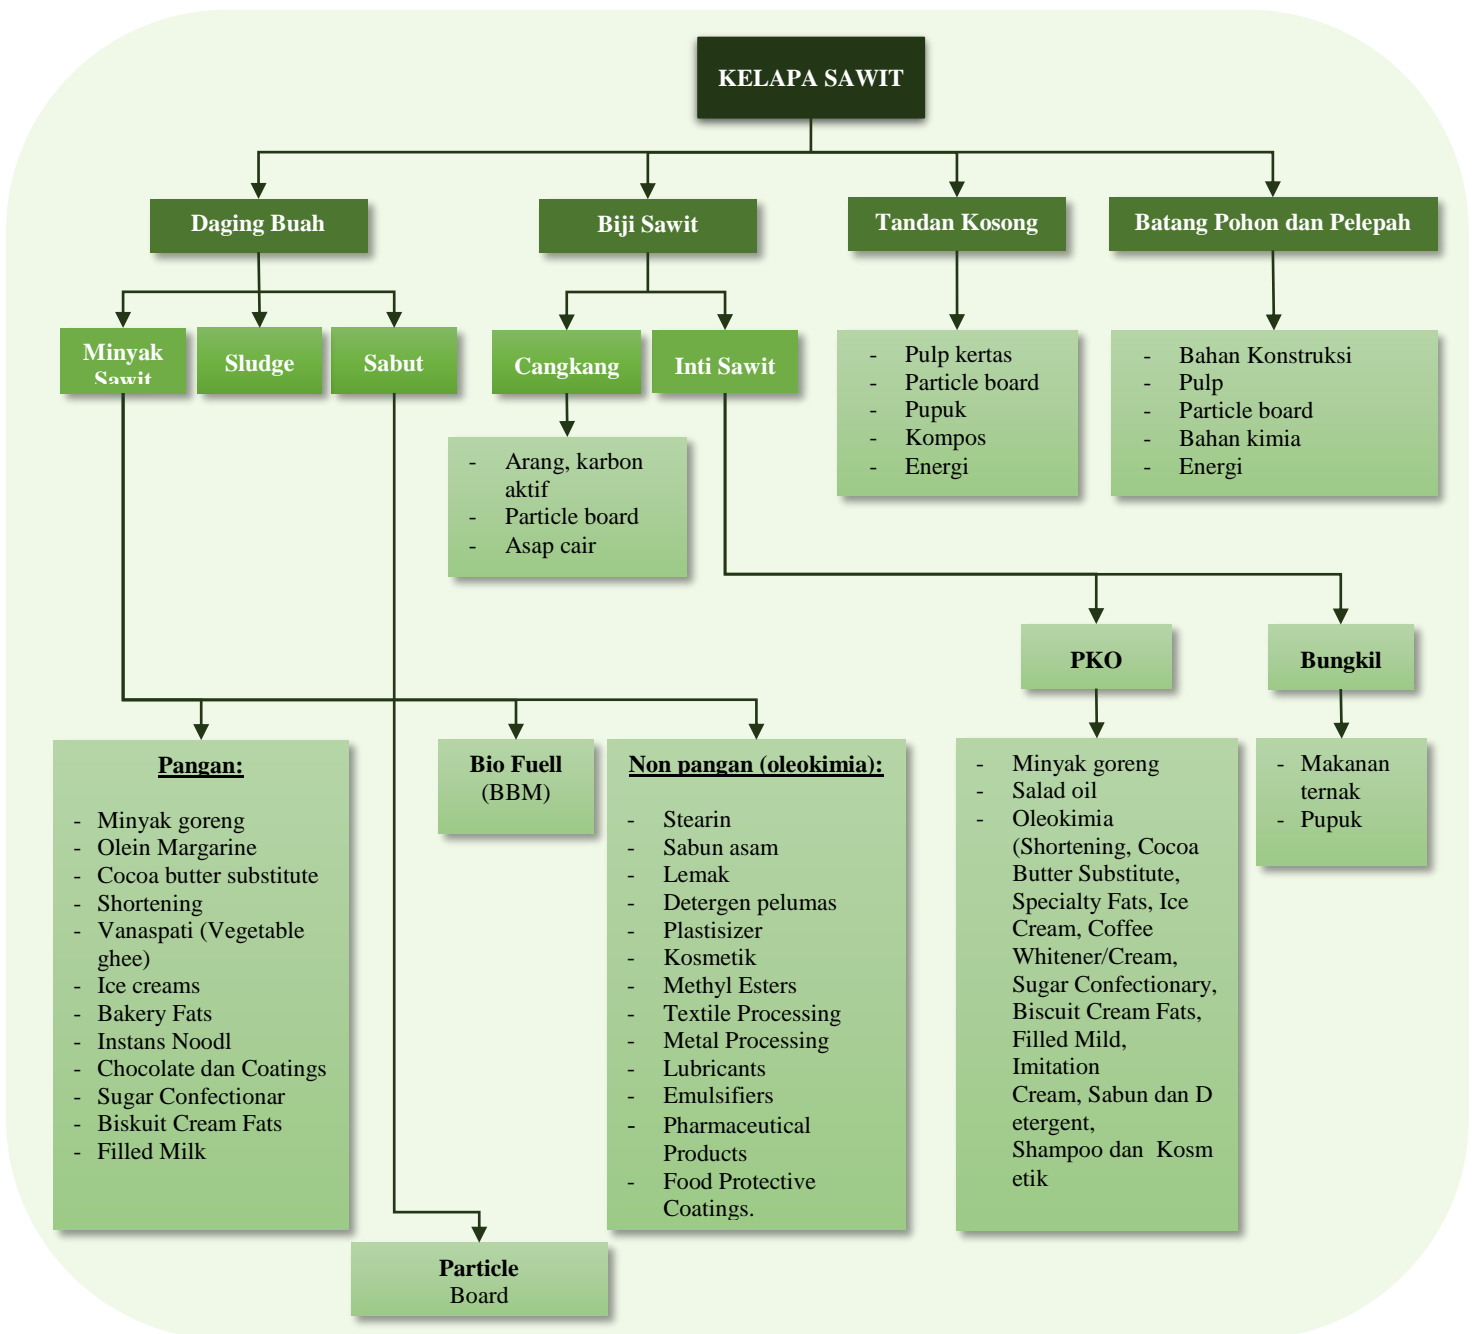 KELAPA SAWIT
Daging Buah
Biji Sawit
Tandan Kosong
Batang Pohon dan Pelepah
Minyak
Sawit
Sludge
Sabut
Cangkang
Inti Sawit
- Pulp kertas
- Particle board
- Pupuk
- Kompos
- Energi
- Bahan Konstruksi
- Pulp
- Particle board
- Bahan kimia
- Energi
- Arang, karbon
aktif
- Particle board
- Asap cair
PKO
Bungkil
Pangan:
- Minyak goreng
- Olein Margarine
- Cocoa butter substitute
- Shortening
- Vanaspati (Vegetable
ghee)
- Ice creams
- Bakery Fats
- Instans Noodl
- Chocolate dan Coatings
- Sugar Confectionar
- Biskuit Cream Fats
- Filled Milk
Bio Fuell
(BBM)
Non pangan (oleokimia):
- Stearin
- Sabun asam
- Lemak
- Detergen pelumas
- Plastisizer
- Kosmetik
- Methyl Esters
- Textile Processing
- Metal Processing
- Lubricants
- Emulsifiers
- Pharmaceutical
Products
- Food Protective
Coatings.
- Minyak goreng
- Salad oil
- Oleokimia
(Shortening, Cocoa
Butter Substitute,
Specialty Fats, Ice
Cream, Coffee
Whitener/Cream,
Sugar Confectionary,
Biscuit Cream Fats,
Filled Mild,
Imitation
Cream, Sabun dan D
etergent,
Shampoo dan Kosm
etik
- Makanan
ternak
- Pupuk
Particle
Board